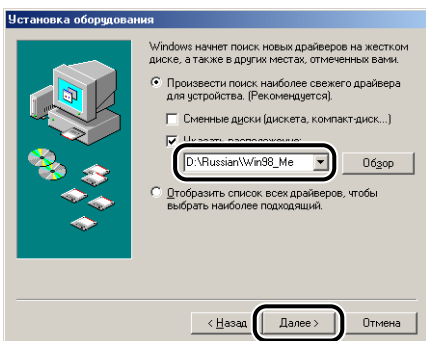 Установка оборудования
Windows начнет поиск новых драйверов на жестком
диске, а также в других местах, отмеченных вами.
Произвести поиск наиболее свежего драйвера
для устройства. (Рекомендуется).
Сменные диски (дискета, компакт-диск...)
Указать расположение:
D:\Russian\Win98_Me
Обзор
Отобразить список всех драйверов, чтобы
выбрать наиболее подходящий.
< Назад
Далее >
Отмена